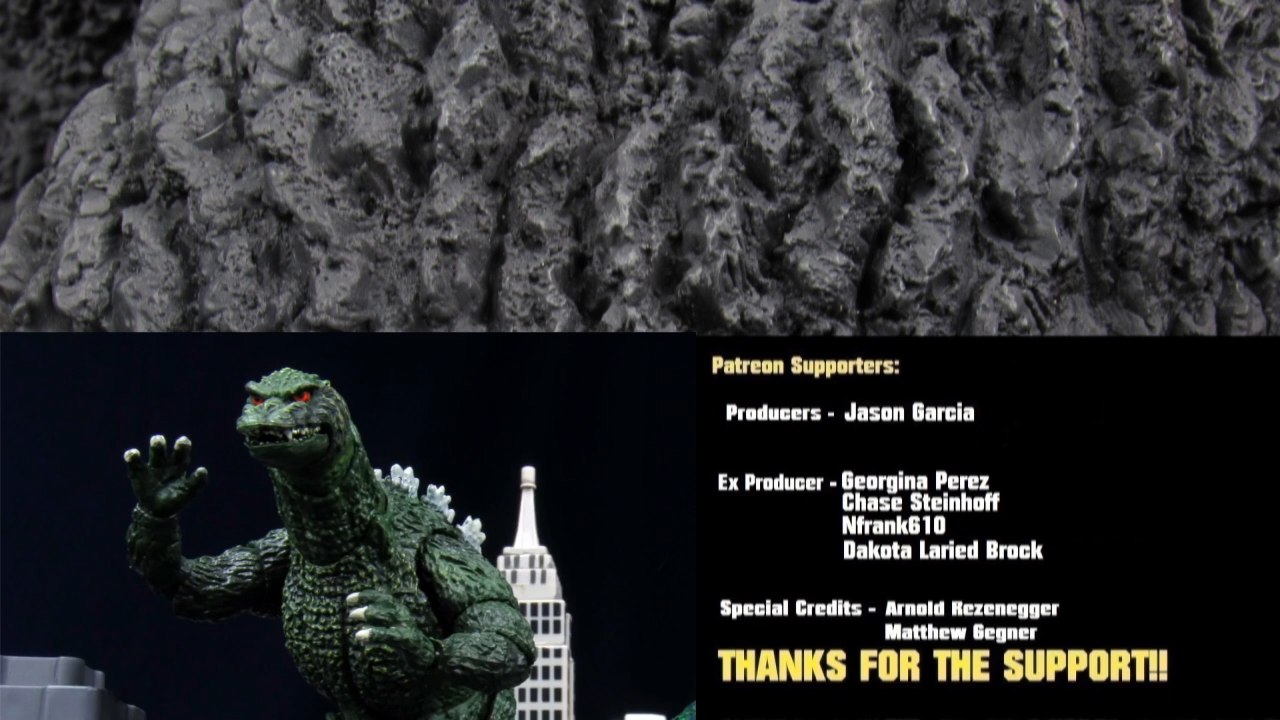 Patreon Supporters:
Producers - Jason Garcia
Ex Producer - Georgina Perez
Chase Steinhoff
Nfrank610
Dakota Laried Brock
Special Credits - Arnold Rezenegger
Matthew Gegner
THANKS FOR THE SUPPORT!!